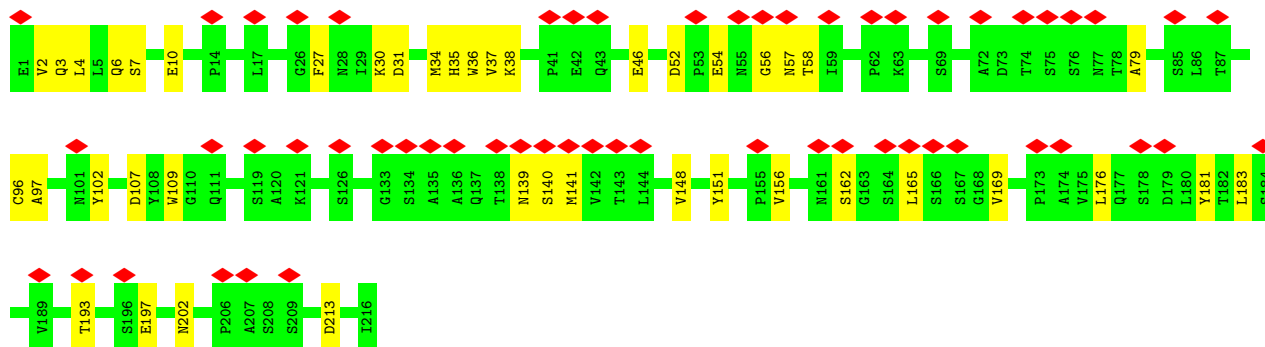 E1 V2 Q3 L4 L5 Q6 S7 E10 P14 L17 G26 F27 N28 I29 K30 D31 M34 H35 W36 V37 K38 P41 E42 Q43 E46 D52 P53 E54 N55 G56 N57 T58 I59 P62 K63 S69 A72 D73 T74 S75 S76 N77 T78 A79 S85 L86 T87
C96 A97 N101 Y102 D107 Y108 W109 G110 Q111 S119 A120 K121 S126 G133 S134 A135 A136 Q137 T138 N139 S140 M141 V142 T143 L144 V148 Y151 P155 V156 N161 S162 G163 S164 L165 S166 S167 G168 V169 P173 A174 V175 L176 Q177 S178 D179 L180 Y181 T182 L183 S184
V189 T193 S196 E197 N202 P206 A207 S208 S209 D213 I216